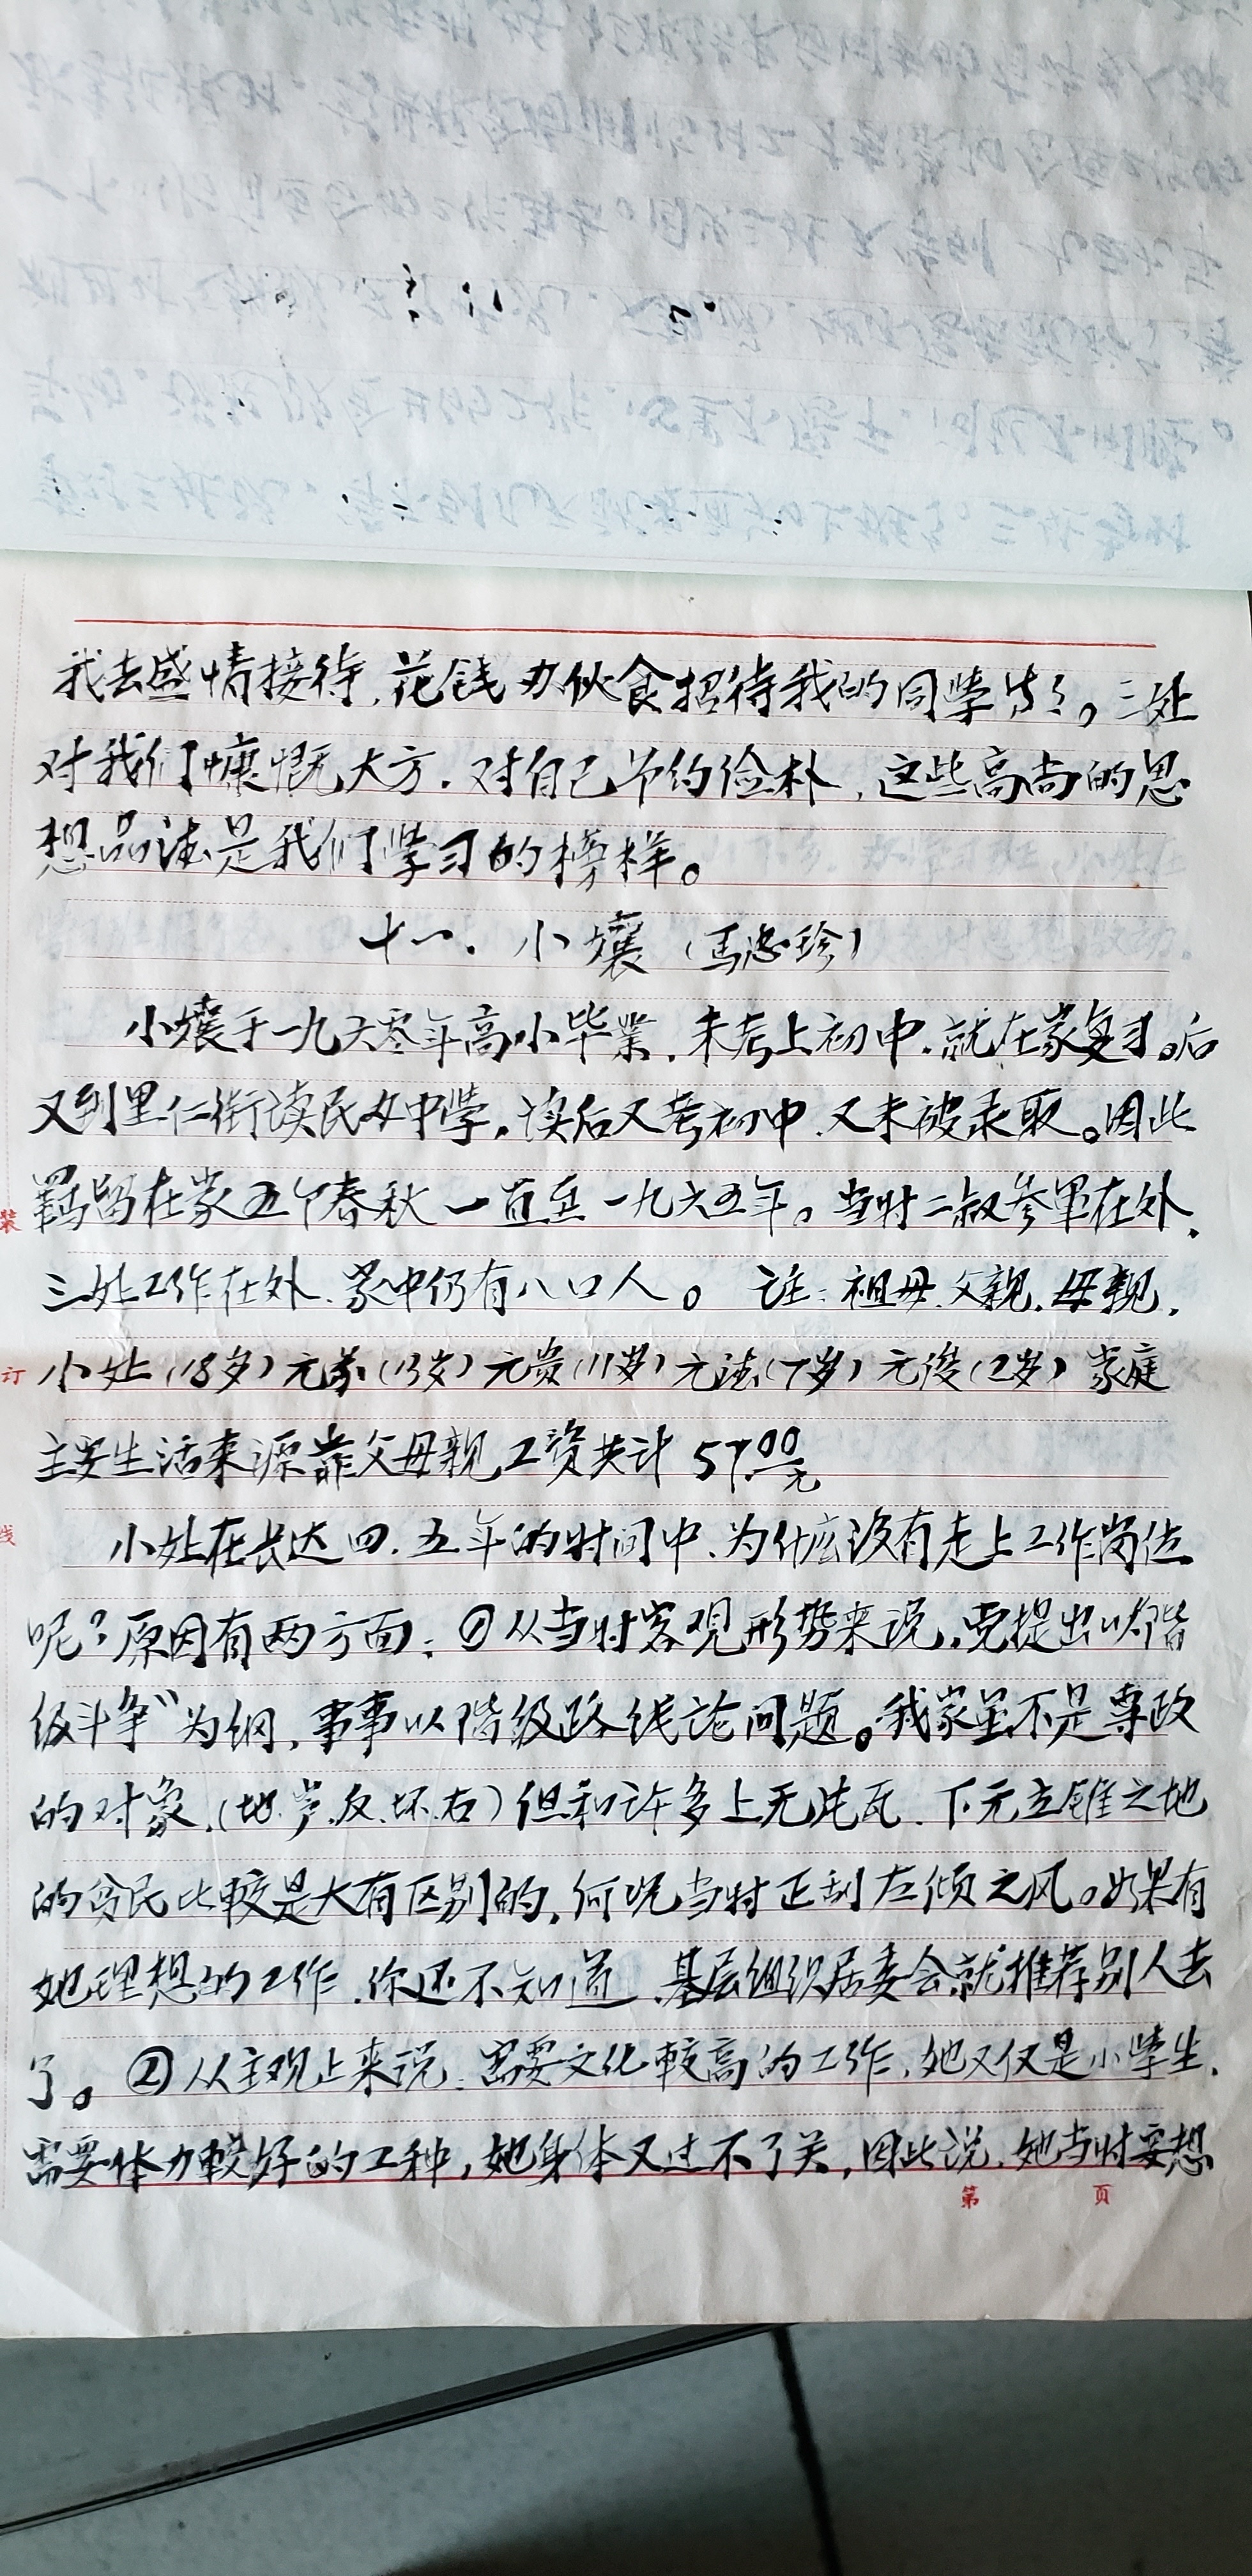 我去盛情接待，花钱办伙食招待我的同学们。三处
对我们慷慨大方．对自己节约俭朴，这些高尚的思
想品德是我们学习的榜样。
十一．小孃（马忠珍）
小孃于一九六零年高小毕业．未考上初中．就在家复习。后
又到里仁街读民办中学．读后又考初中．又未被录取。因此
羁留在家五个春秋一直至一九六五年。当时二叔参军在外．
三处工作在外．家中仍有八口人。 注：祖母．父親．母親．
小处（18岁）元（13岁）元贵（11岁）元德（7岁）元俊（2岁）家庭
主要生活来源靠父母親工资共计57.00元
小处在长达四．五年的时间中．为什么没有走上工作岗位
呢？原因有两方面：①从当时客观形势来说．党提出以“阶
级斗争”为纲，事事以阶级路线论问题。我家虽不是专政
的对象．（地．富．反．坏．右）但和许多上无片瓦．下无立锥之地
的贫民比較是大有区别的．何况当时正刮左倾之风。如果有
她理想的工作．你还不知道．基层组织居委会就推荐别人去
了。②从主观上来说：需要文化較高的工作，她又仅是小学生．
需要体力較好的工种，她身体又过不了关，因此说．她当时要想
第 页
装
订
线